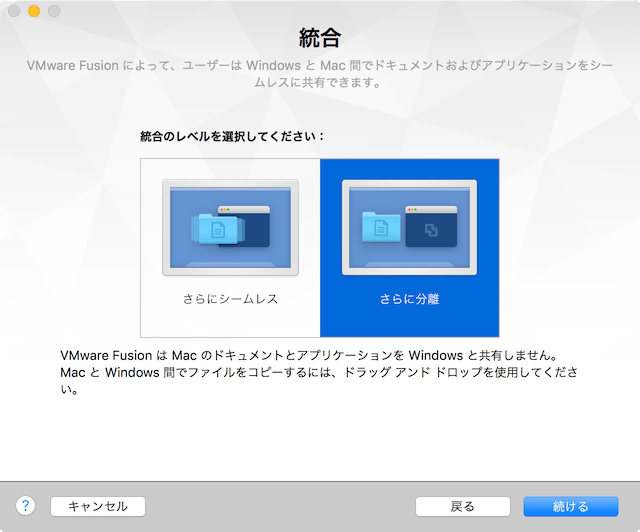 統合
VMware Fusion によって、ユーザーは Windows と Mac 間でドキュメントおよびアプリケーションをシー
ムレスに共有できます。
統合のレベルを選択してください：
さらにシームレス
さらに分離
VMware Fusion は Mac のドキュメントとアプリケーションを Windows と共有しません。
Mac と Windows 間でファイルをコピーするには、ドラッグ アンド ドロップを使用してくださ
い。
?
キャンセル
戻る
続ける